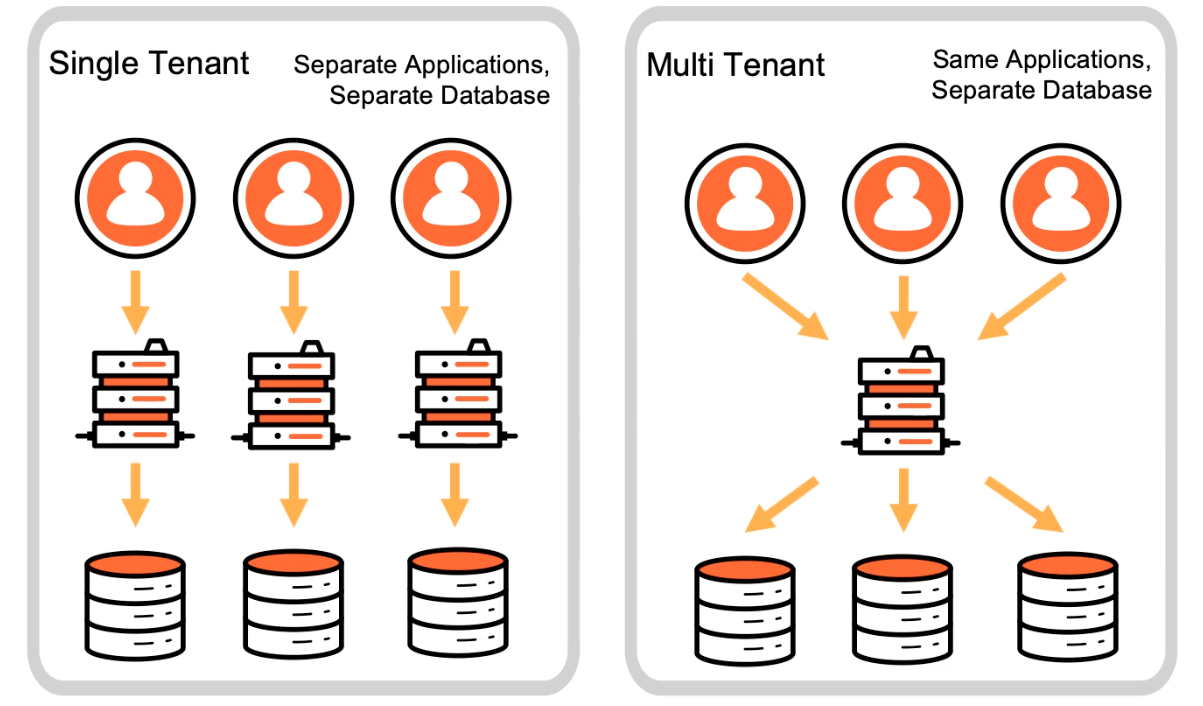 Single Tenant
Separate Applications,
Separate Database
Multi Tenant
Same Applications,
Separate Database